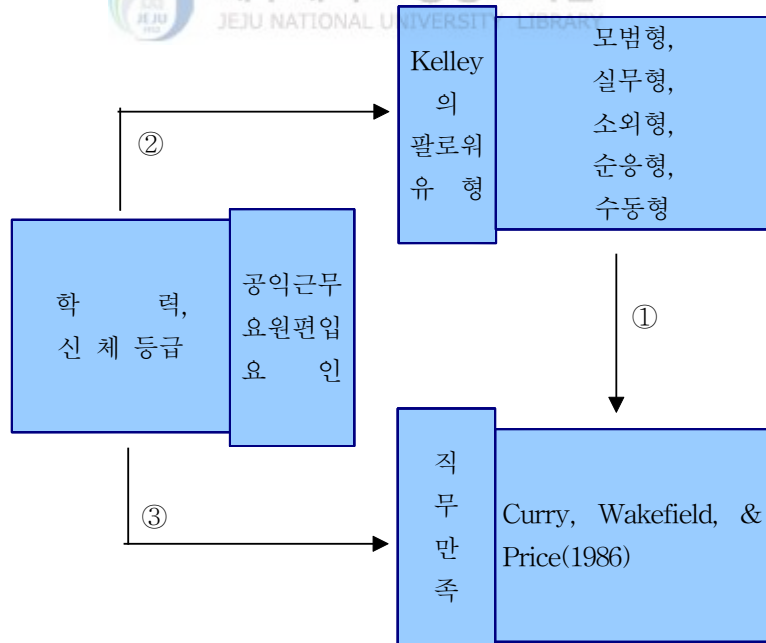 JEJU
1952
JEJU NATIONAL UNIVERSITY LIBRARY
Kelley
의
팔로워
유 형
모범형,
실무형,
소외형,
순응형,
수동형
②
학 력,
신 체 등급
공익근무
요원편입
요 인
①
③
직
무
만
족
Curry, Wakefield, &
Price(1986)